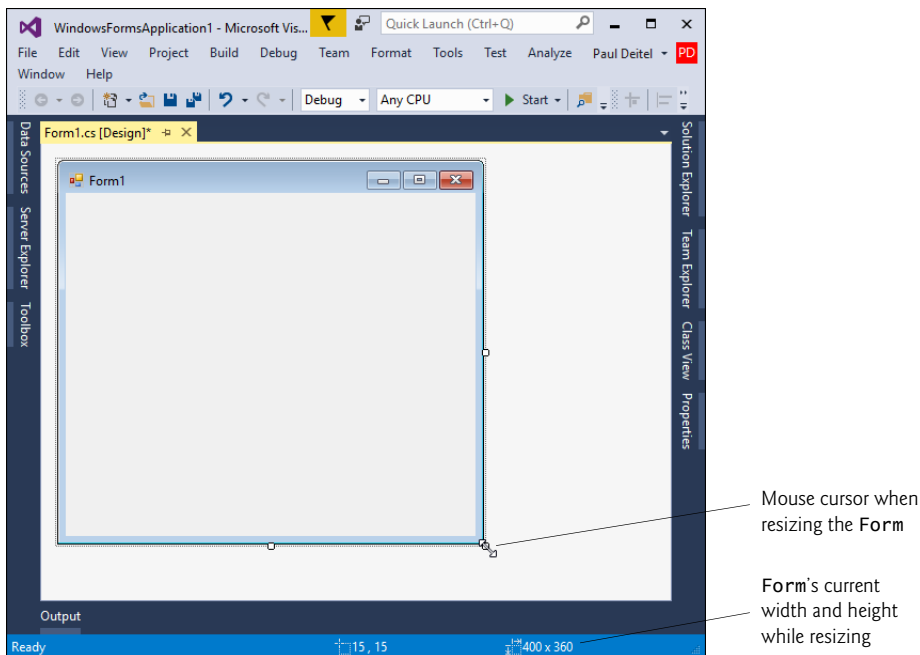 WindowsFormsApplication1 - Microsoft Vis...
Quick Launch (Ctrl+Q)
File Edit View Project Build Debug Team Format Tools Test Analyze Paul Deitel PD
Window Help
Debug Any CPU Start
Data Sources
Server Explorer
Toolbox
Form1.cs [Design]*
Form1
Solution Explorer
Team Explorer
Class View
Properties
Mouse cursor when
resizing the Form
Form's current
width and height
while resizing
Output
Ready 15 , 15 400 x 360